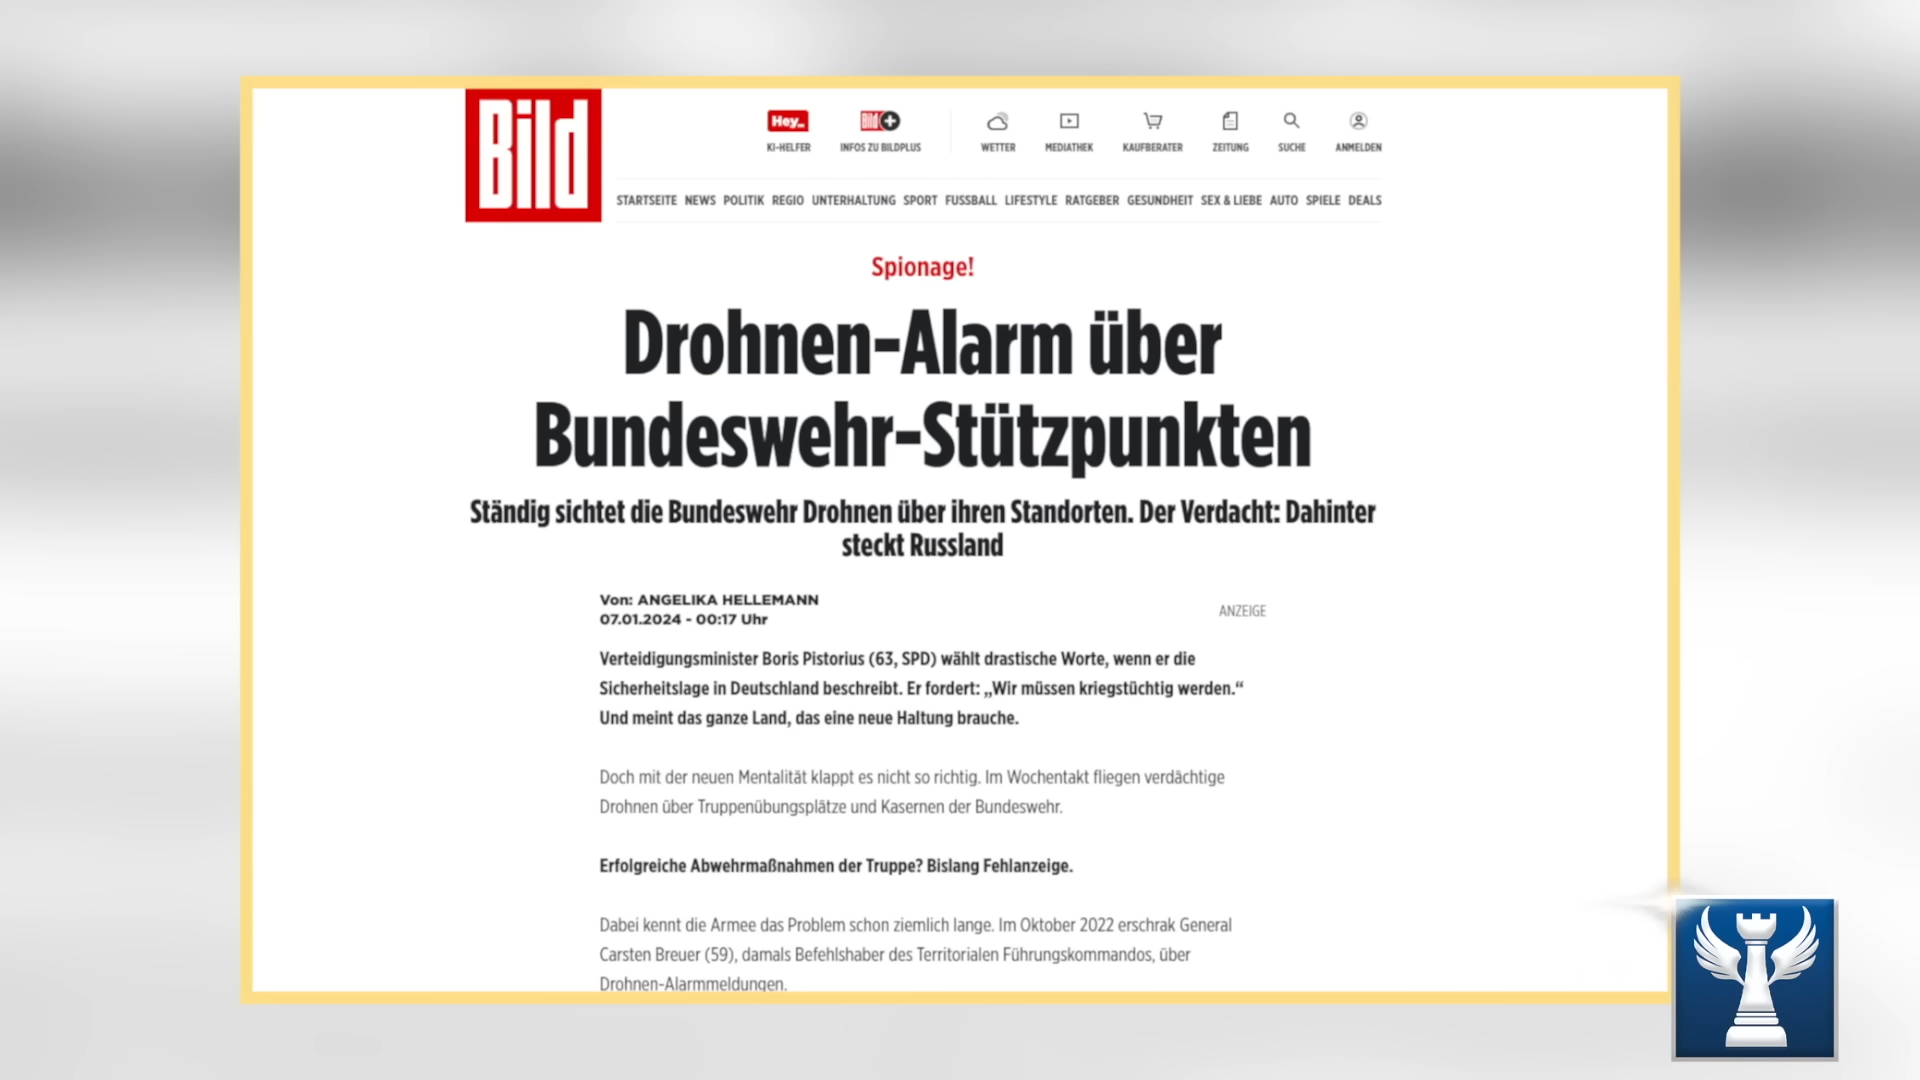 Bild
Hey_
Bild+
KI-HELFER
INFOS ZU BILDPLUS
WETTER
MEDIATHEK
KAUFBERATER
ZEITUNG
SUCHE
ANMELDEN
STARTSEITE NEWS POLITIK REGIO UNTERHALTUNG SPORT FUSSBALL LIFESTYLE RATGEBER GESUNDHEIT SEX & LIEBE AUTO SPIELE DEALS
Spionage!
Drohnen-Alarm über
Bundeswehr-Stützpunkten
Ständig sichtet die Bundeswehr Drohnen über ihren Standorten. Der Verdacht: Dahinter
steckt Russland
Von: ANGELIKA HELLEMANN
07.01.2024 - 00:17 Uhr
ANZEIGE
Verteidigungsminister Boris Pistorius (63, SPD) wählt drastische Worte, wenn er die
Sicherheitslage in Deutschland beschreibt. Er fordert: „Wir müssen kriegstüchtig werden.“
Und meint das ganze Land, das eine neue Haltung brauche.
Doch mit der neuen Mentalität klappt es nicht so richtig. Im Wochentakt fliegen verdächtige
Drohnen über Truppenübungsplätze und Kasernen der Bundeswehr.
Erfolgreiche Abwehrmaßnahmen der Truppe? Bislang Fehlanzeige.
Dabei kennt die Armee das Problem schon ziemlich lange. Im Oktober 2022 erschrak General
Carsten Breuer (59), damals Befehlshaber des Territorialen Führungskommandos, über
Drohnen-Alarmmeldungen.